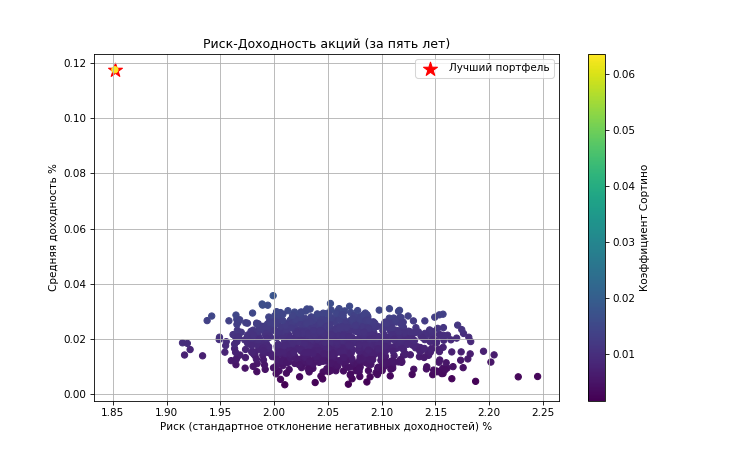 Риск-Доходность акций (за пять лет)
Лучший портфель
0.12
0.10
0.08
0.06
0.04
0.02
0.00
Средняя доходность %
1.85 1.90 1.95 2.00 2.05 2.10 2.15 2.20 2.25
Риск (стандартное отклонение негативных доходностей) %
0.06
0.05
0.04
0.03
0.02
0.01
Коэффициент Сортино